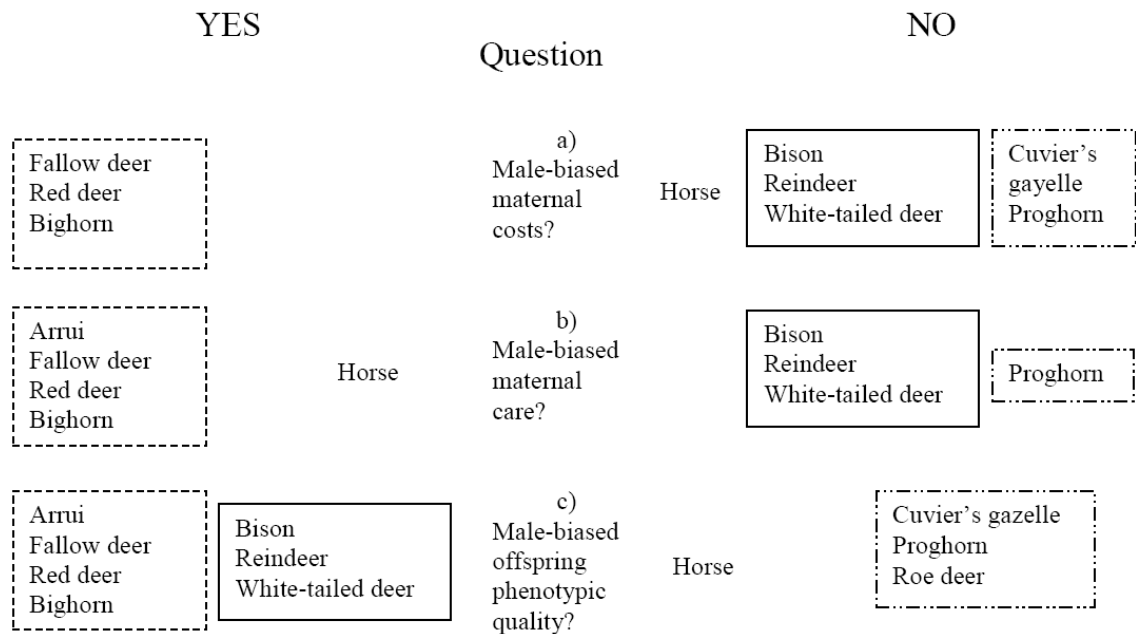 YES
NO
Question
Fallow deer
Red deer
Bighorn
a)
Male-biased
maternal
costs?
Horse
Bison
Reindeer
White-tailed deer
Cuvier's
gayelle
Proghorn
Arrui
Fallow deer
Red deer
Bighorn
Horse
b)
Male-biased
maternal
care?
Bison
Reindeer
White-tailed deer
Proghorn
Arrui
Fallow deer
Red deer
Bighorn
Bison
Reindeer
White-tailed deer
c)
Male-biased
offspring
phenotypic
quality?
Horse
Cuvier's gazelle
Proghorn
Roe deer